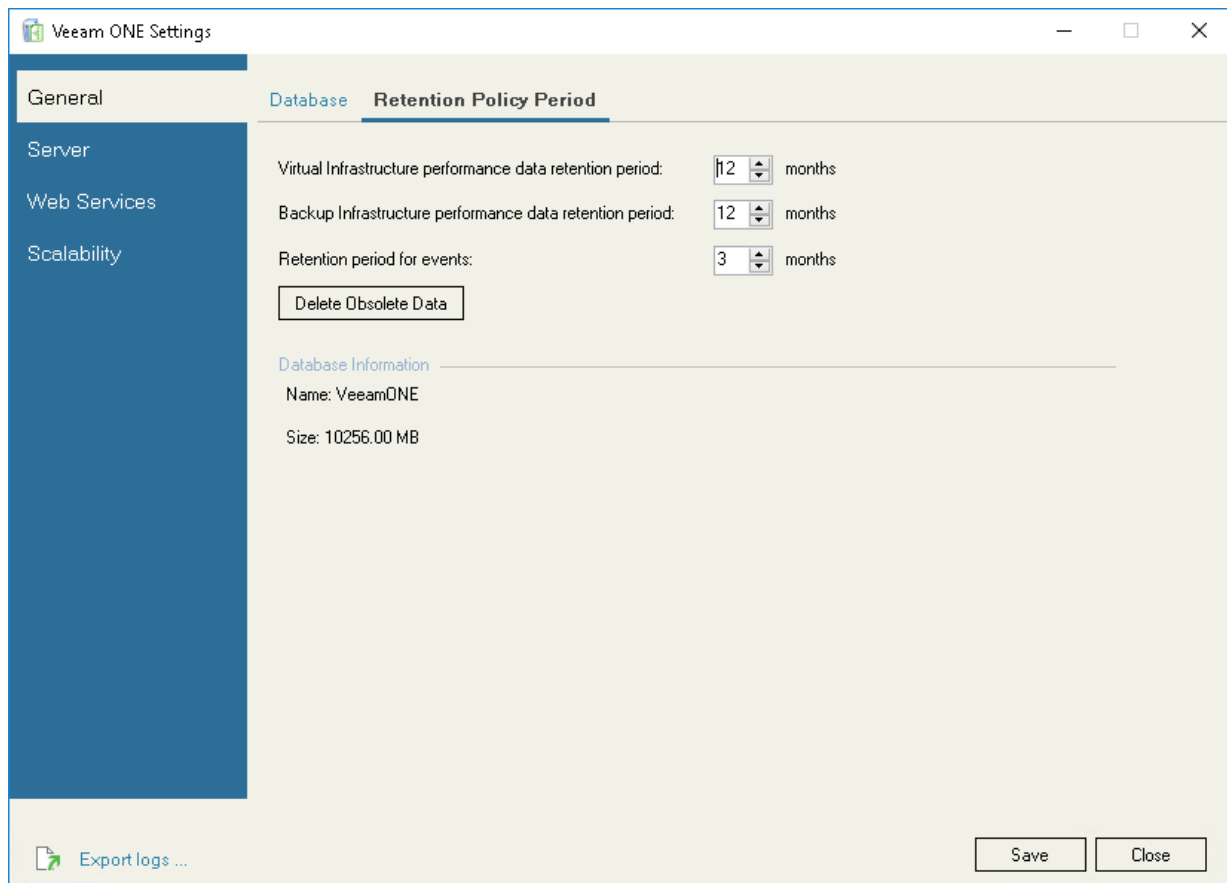 Veeam ONE Settings
General
Server
Web Services
Scalability
Database Retention Policy Period
Virtual Infrastructure performance data retention period: 12 months
Backup Infrastructure performance data retention period: 12 months
Retention period for events: 3 months
Delete Obsolete Data
Database Information
Name: VeeamONE
Size: 10256.00 MB
Export logs ...
Save Close